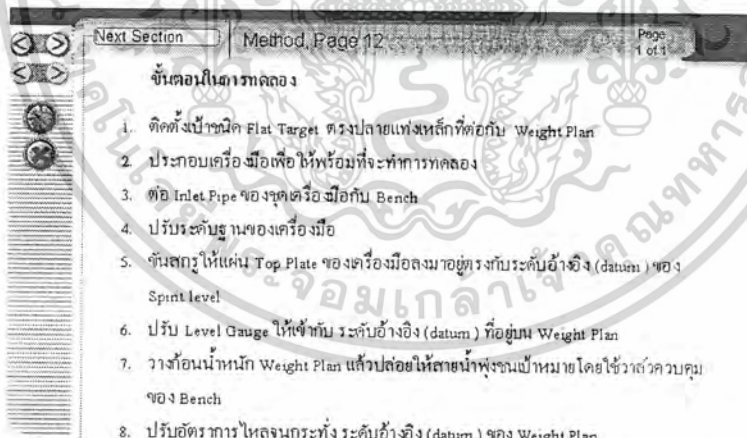 Next Section
Method, Page 12
Page
1 of 1
ขั้นตอนในการทดลอง
1. ติดตั้งเป้าชนิด Flat Target ตรงปลายแท่งเหล็กที่ต่อกับ Weight Plan
2. ประกอบเครื่องมือเพื่อให้พร้อมที่จะทำการทดลอง
3. ต่อ Inlet Pipe ของชุดเครื่องมือกับ Bench
4. ปรับระดับฐานของเครื่องมือ
5. ขันสกรูให้แผ่น Top Plate ของเครื่องมือลงมาอยู่ตรงกับระดับอ้างอิง (datum) ของ
Spirit level
6. ปรับ Level Gauge ให้เข้ากับ ระดับอ้างอิง (datum) ที่อยู่บน Weight Plan
7. วางก้อนน้ำหนัก Weight Plan แล้วปล่อยให้สายน้ำพุ่งชนเป้าหมายโดยใช้วาล์วควบคุม
ของ Bench
8. ปรับอัตราการไหลจนกระทั่ง ระดับอ้างอิง (datum) ของ Weight Plan